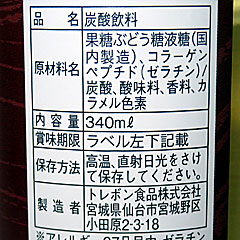 名称 炭酸飲料
原材料名 果糖ぶどう糖液糖(国
内製造)、コラーゲン
ペプチド(ゼラチン)/
炭酸、酸味料、香料、カ
ラメル色素
内容量 340ml
賞味期限 ラベル左下記載
保存方法 高温、直射日光をさけ
て保存してください。
製造者 トレボン食品株式会社
宮城県仙台市宮城野区
小田原2-3-18